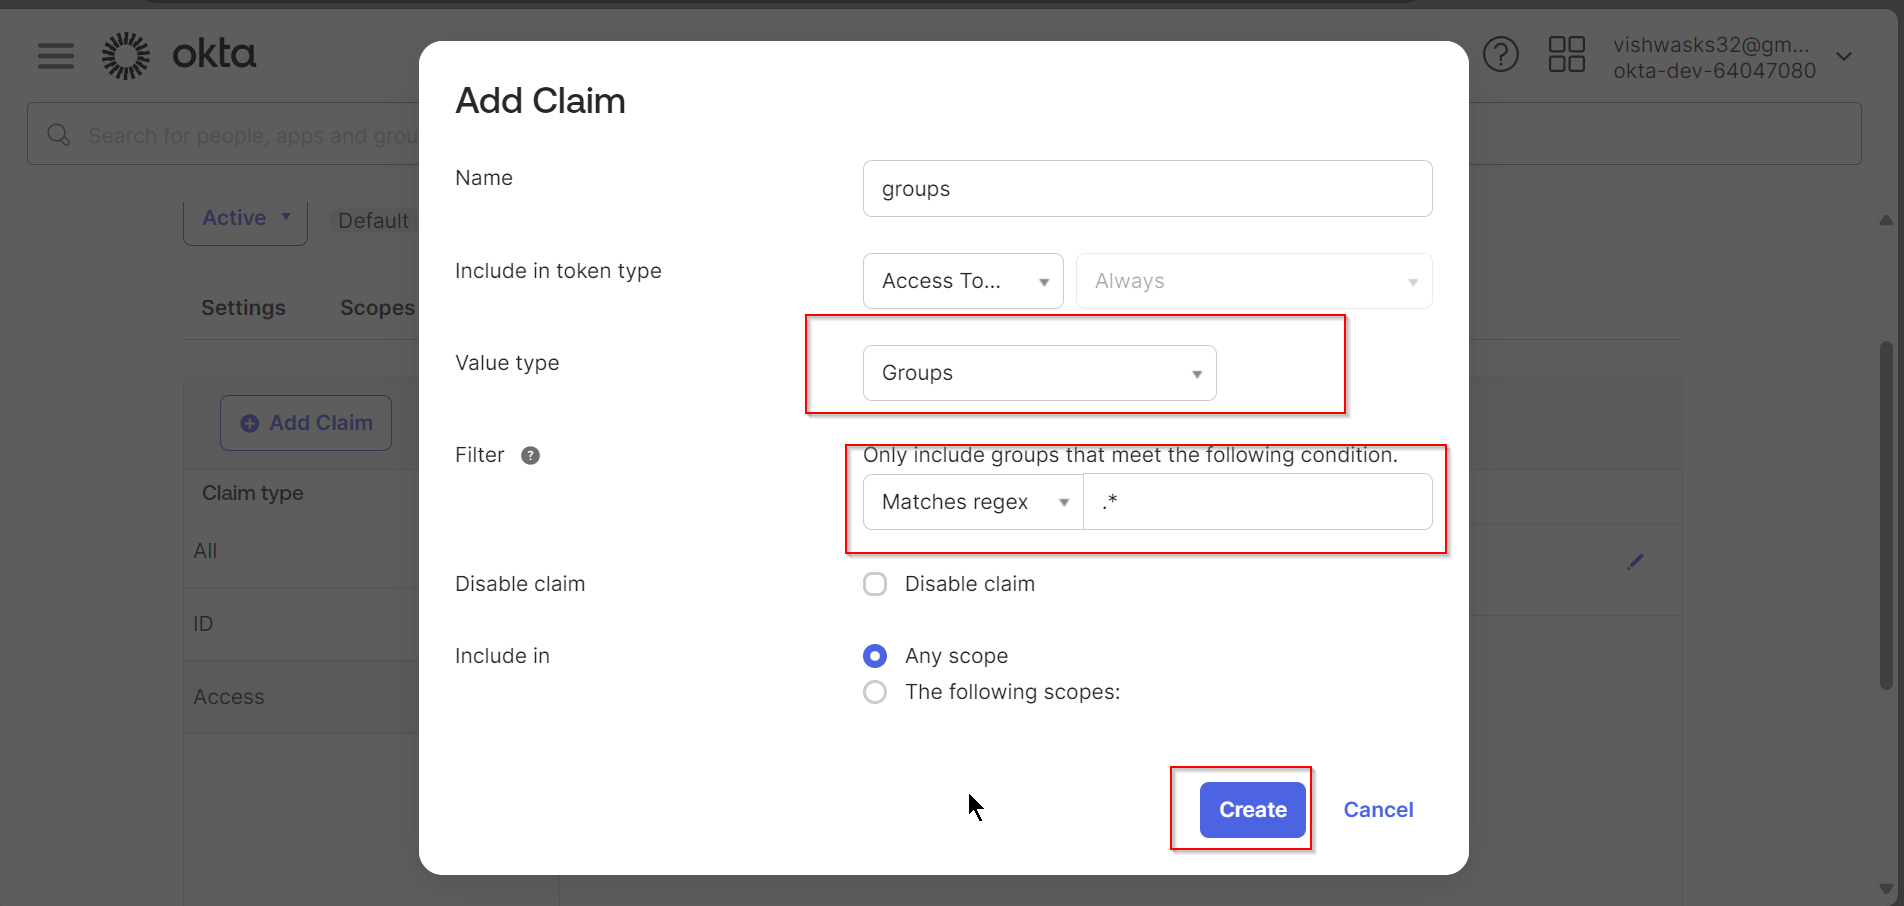 okta
vishwasks32@gm...
okta-dev-64047080
Search for people, apps and grou
Active
Default
Settings
Scopes
Add Claim
Claim type
All
ID
Access
Add Claim
Name
groups
Include in token type
Access To...
Always
Value type
Groups
Filter ?
Only include groups that meet the following condition.
Matches regex
.*
Disable claim
Disable claim
Include in
Any scope
The following scopes:
Create
Cancel